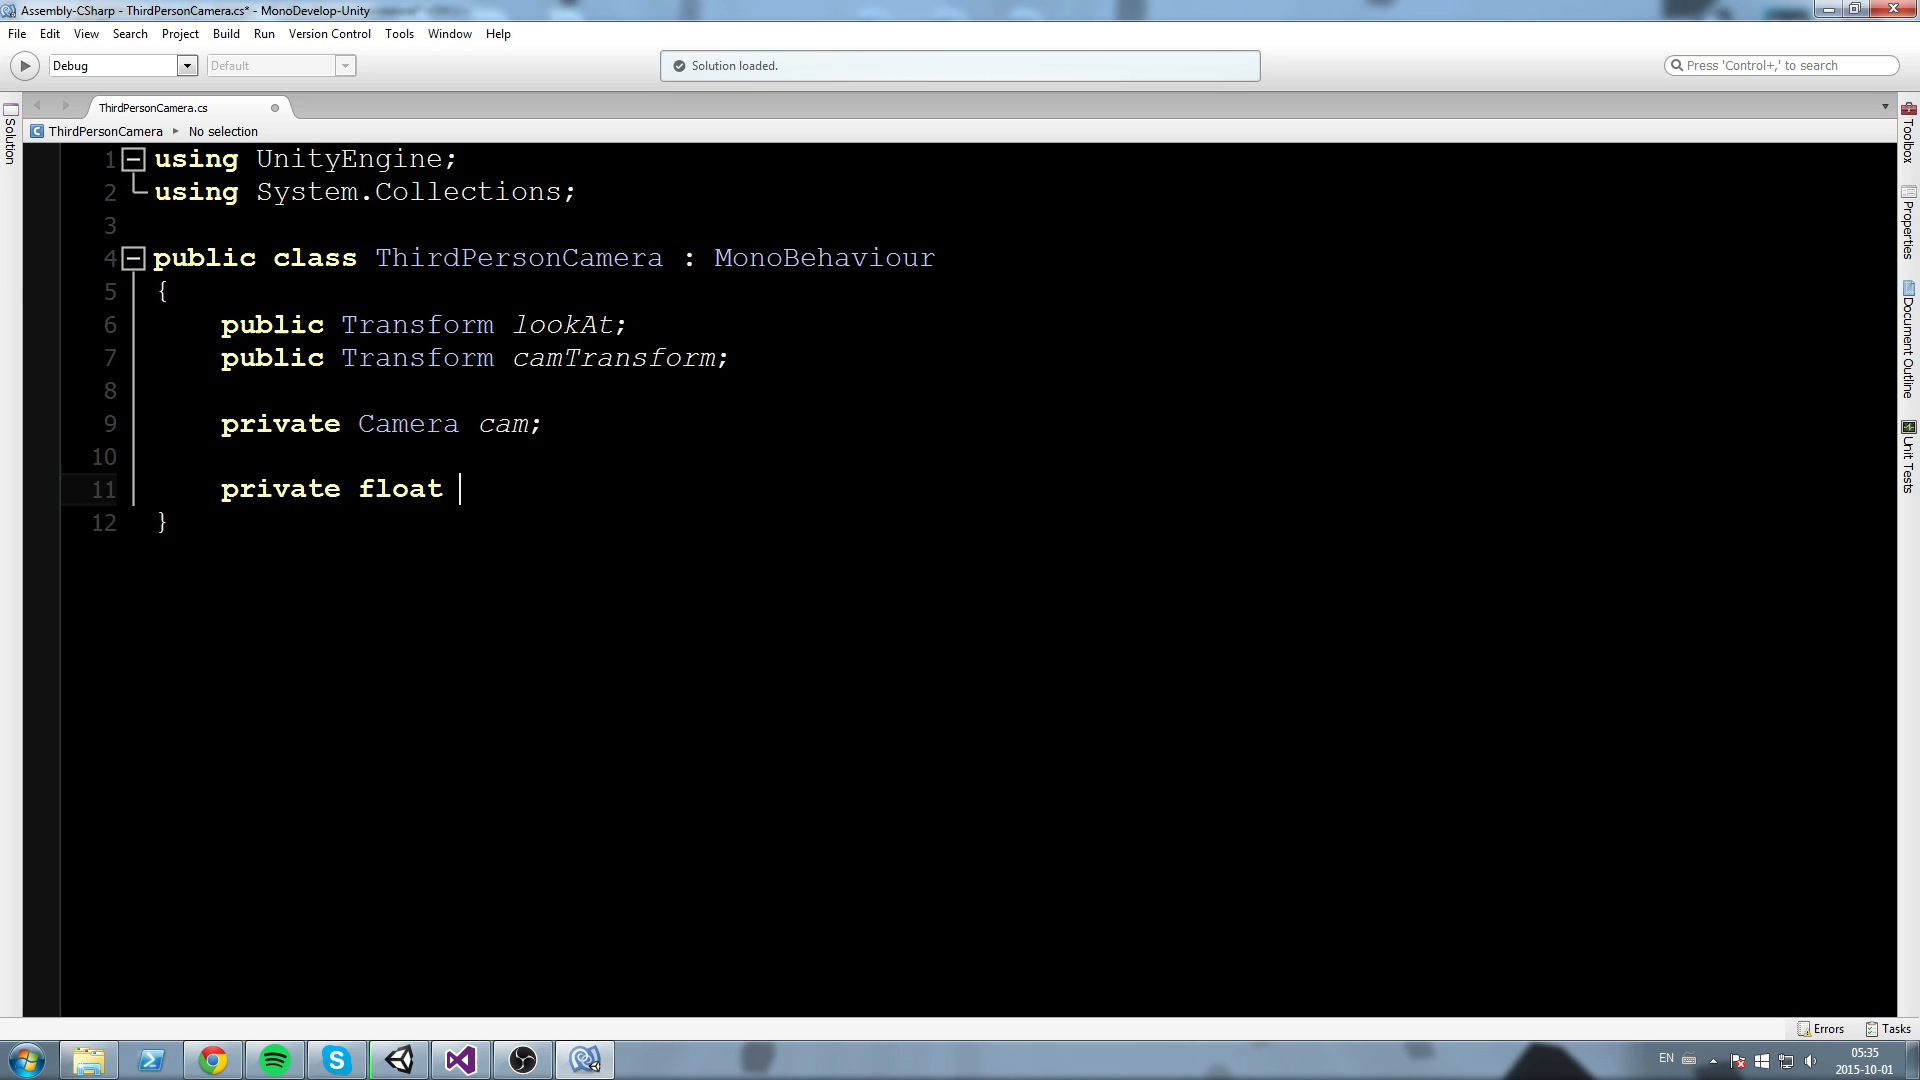 Assembly-CSharp - ThirdPersonCamera.cs* - MonoDevelop-Unity
File Edit View Search Project Build Run Version Control Tools Window Help
Debug Default Solution loaded. Press 'Control+,' to search
ThirdPersonCamera.cs
ThirdPersonCamera No selection
Solution
1 using UnityEngine;
2 using System.Collections;
3
4 public class ThirdPersonCamera : MonoBehaviour
5 {
6 public Transform lookAt;
7 public Transform camTransform;
8
9 private Camera cam;
10
11 private float
12 }
Toolbox
Properties
Document Outline
Unit Tests
Errors Tasks
EN 05:35
2015-10-01